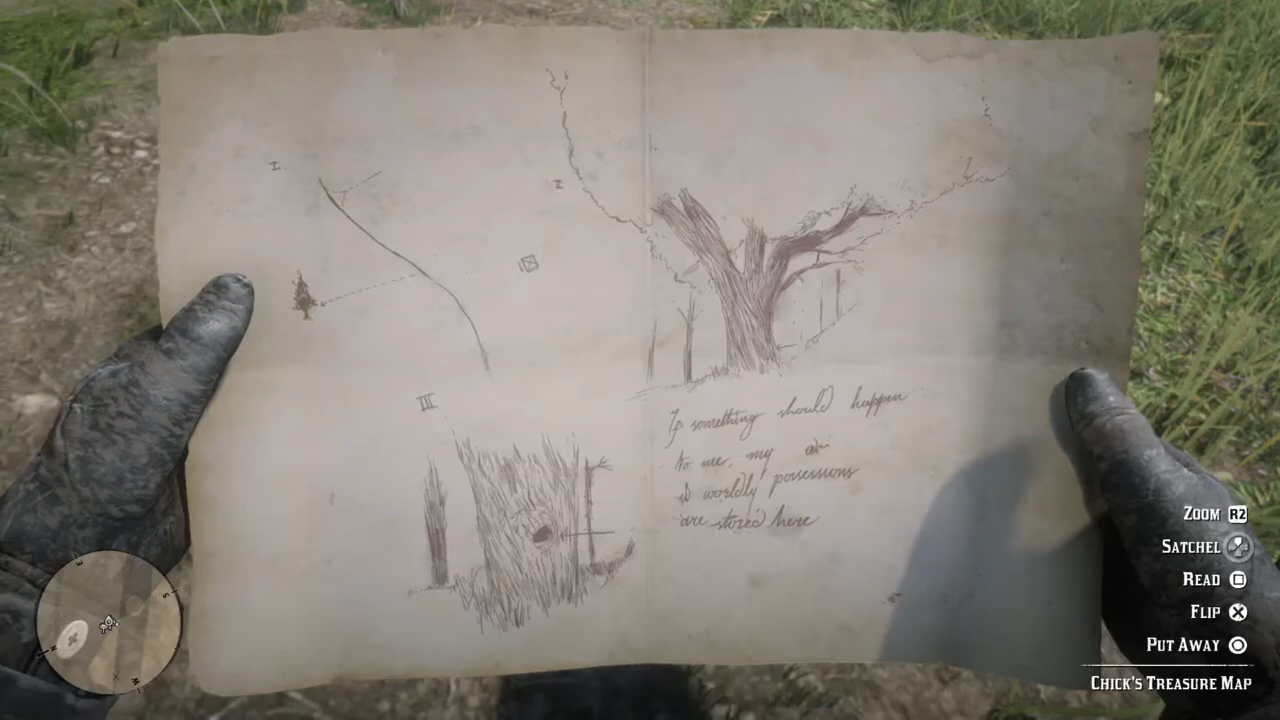 I
I
III
If something should happen
to me, my
worldly possessions
are stored here
ZOOM R2
SATCHEL
READ
FLIP
PUT AWAY
CHICK'S TREASURE MAP